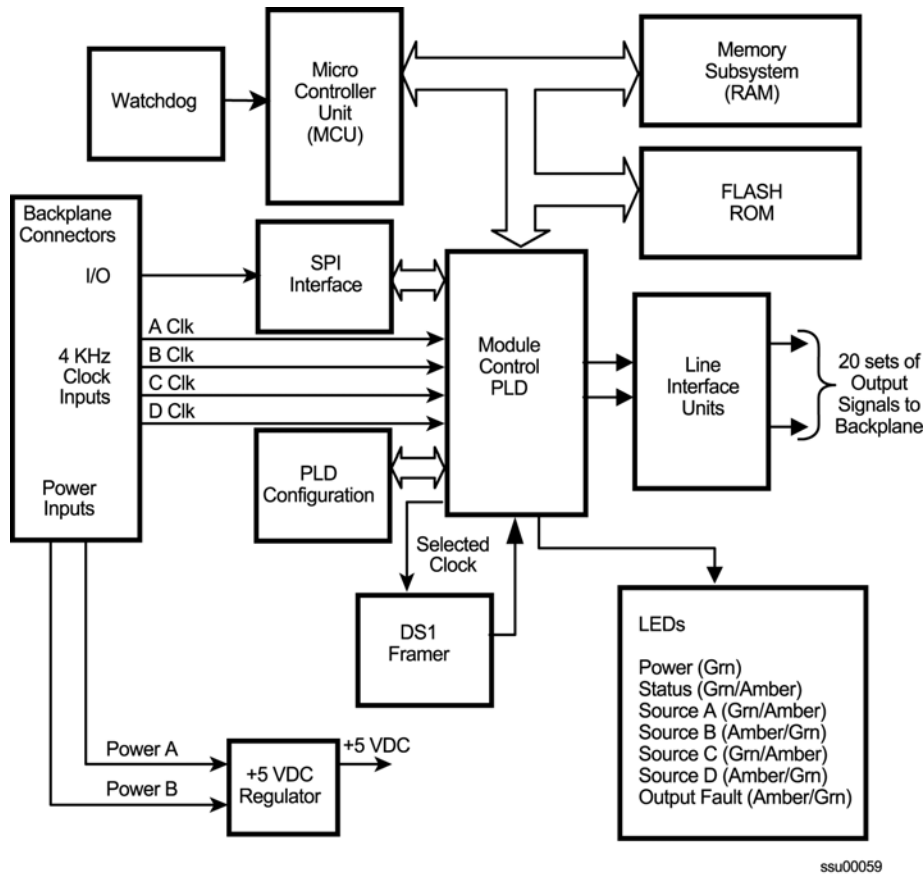 Watchdog
Micro
Controller
Unit
(MCU)
Memory
Subsystem
(RAM)
FLASH
ROM
Backplane
Connectors
I/O
4 KHz
Clock
Inputs
Power
Inputs
SPI
Interface
A Clk
B Clk
C Clk
D Clk
PLD
Configuration
Module
Control
PLD
Line
Interface
Units
20 sets of
Output
Signals to
Backplane
Selected
Clock
DS1
Framer
LEDs
Power (Grn)
Status (Grn/Amber)
Source A (Grn/Amber)
Source B (Amber/Grn)
Source C (Grn/Amber)
Source D (Amber/Grn)
Output Fault (Amber/Grn)
Power A
Power B
+5 VDC
Regulator
+5 VDC
ssu00059